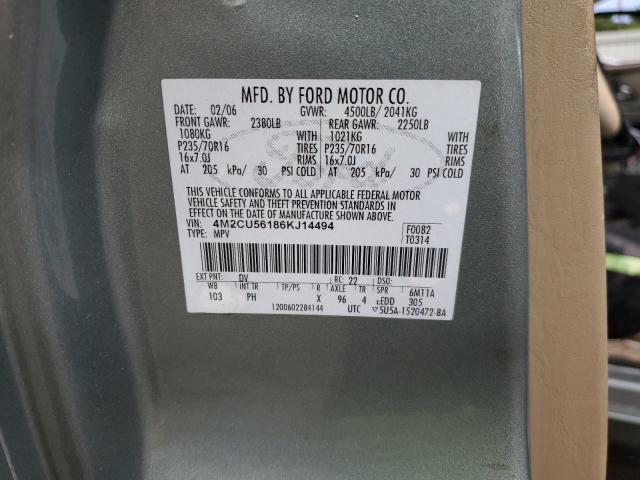 MFD. BY FORD MOTOR CO.
DATE: 02/06 GVWR: 4500LB/ 2041KG
FRONT GAWR: 2380LB REAR GAWR: 2250LB
1080KG WITH 1021KG WITH
P235/70R16 TIRES P235/70R16 TIRES
16x7.0J RIMS 16x7.0J RIMS
AT 205 kPa/ 30 PSI COLD AT 205 kPa/ 30 PSI COLD
THIS VEHICLE CONFORMS TO ALL APPLICABLE FEDERAL MOTOR
VEHICLE SAFETY AND THEFT PREVENTION STANDARDS IN
EFFECT ON THE DATE OF MANUFACTURE SHOWN ABOVE.
VIN: 4M2CU56186KJ14494 F0082
TYPE: MPV T0314
EXT PNT: DV RC: 22 DSO:
WB INT TR TP/PS R AXLE TR SPR 6M11A
103 PH X 96 4 cEDD 305
1200602284144 UTC ▽5U5A-1520472-BA